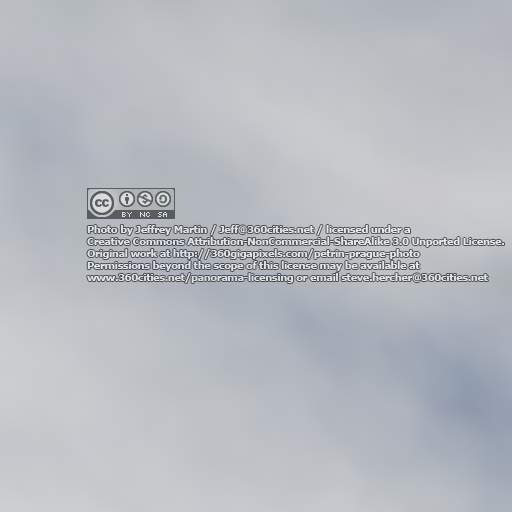 cc
BY NC SA
Photo by Jeffrey Martin / Jeff@360cities.net / licensed under a
Creative Commons Attribution-NonCommercial-ShareAlike 3.0 Unported License.
Original work at http://360gigapixels.com/petrin-prague-photo
Permissions beyond the scope of this license may be available at
www.360cities.net/panorama-licensing or email steve.hercher@360cities.net